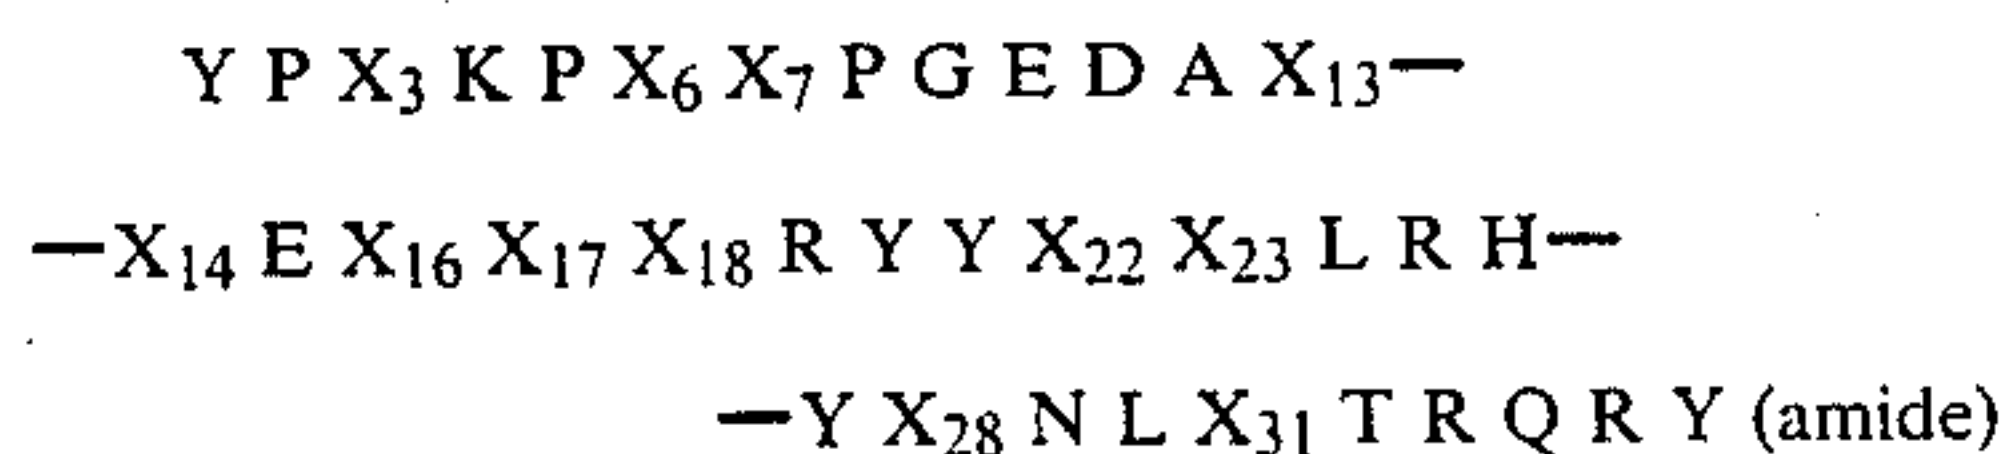 Y P X₃ K P X₆ X₇ P G E D A X₁₃—
—X₁₄ E X₁₆ X₁₇ X₁₈ R Y Y X₂₂ X₂₃ L R H—
—Y X₂₈ N L X₃₁ T R Q R Y (amide)